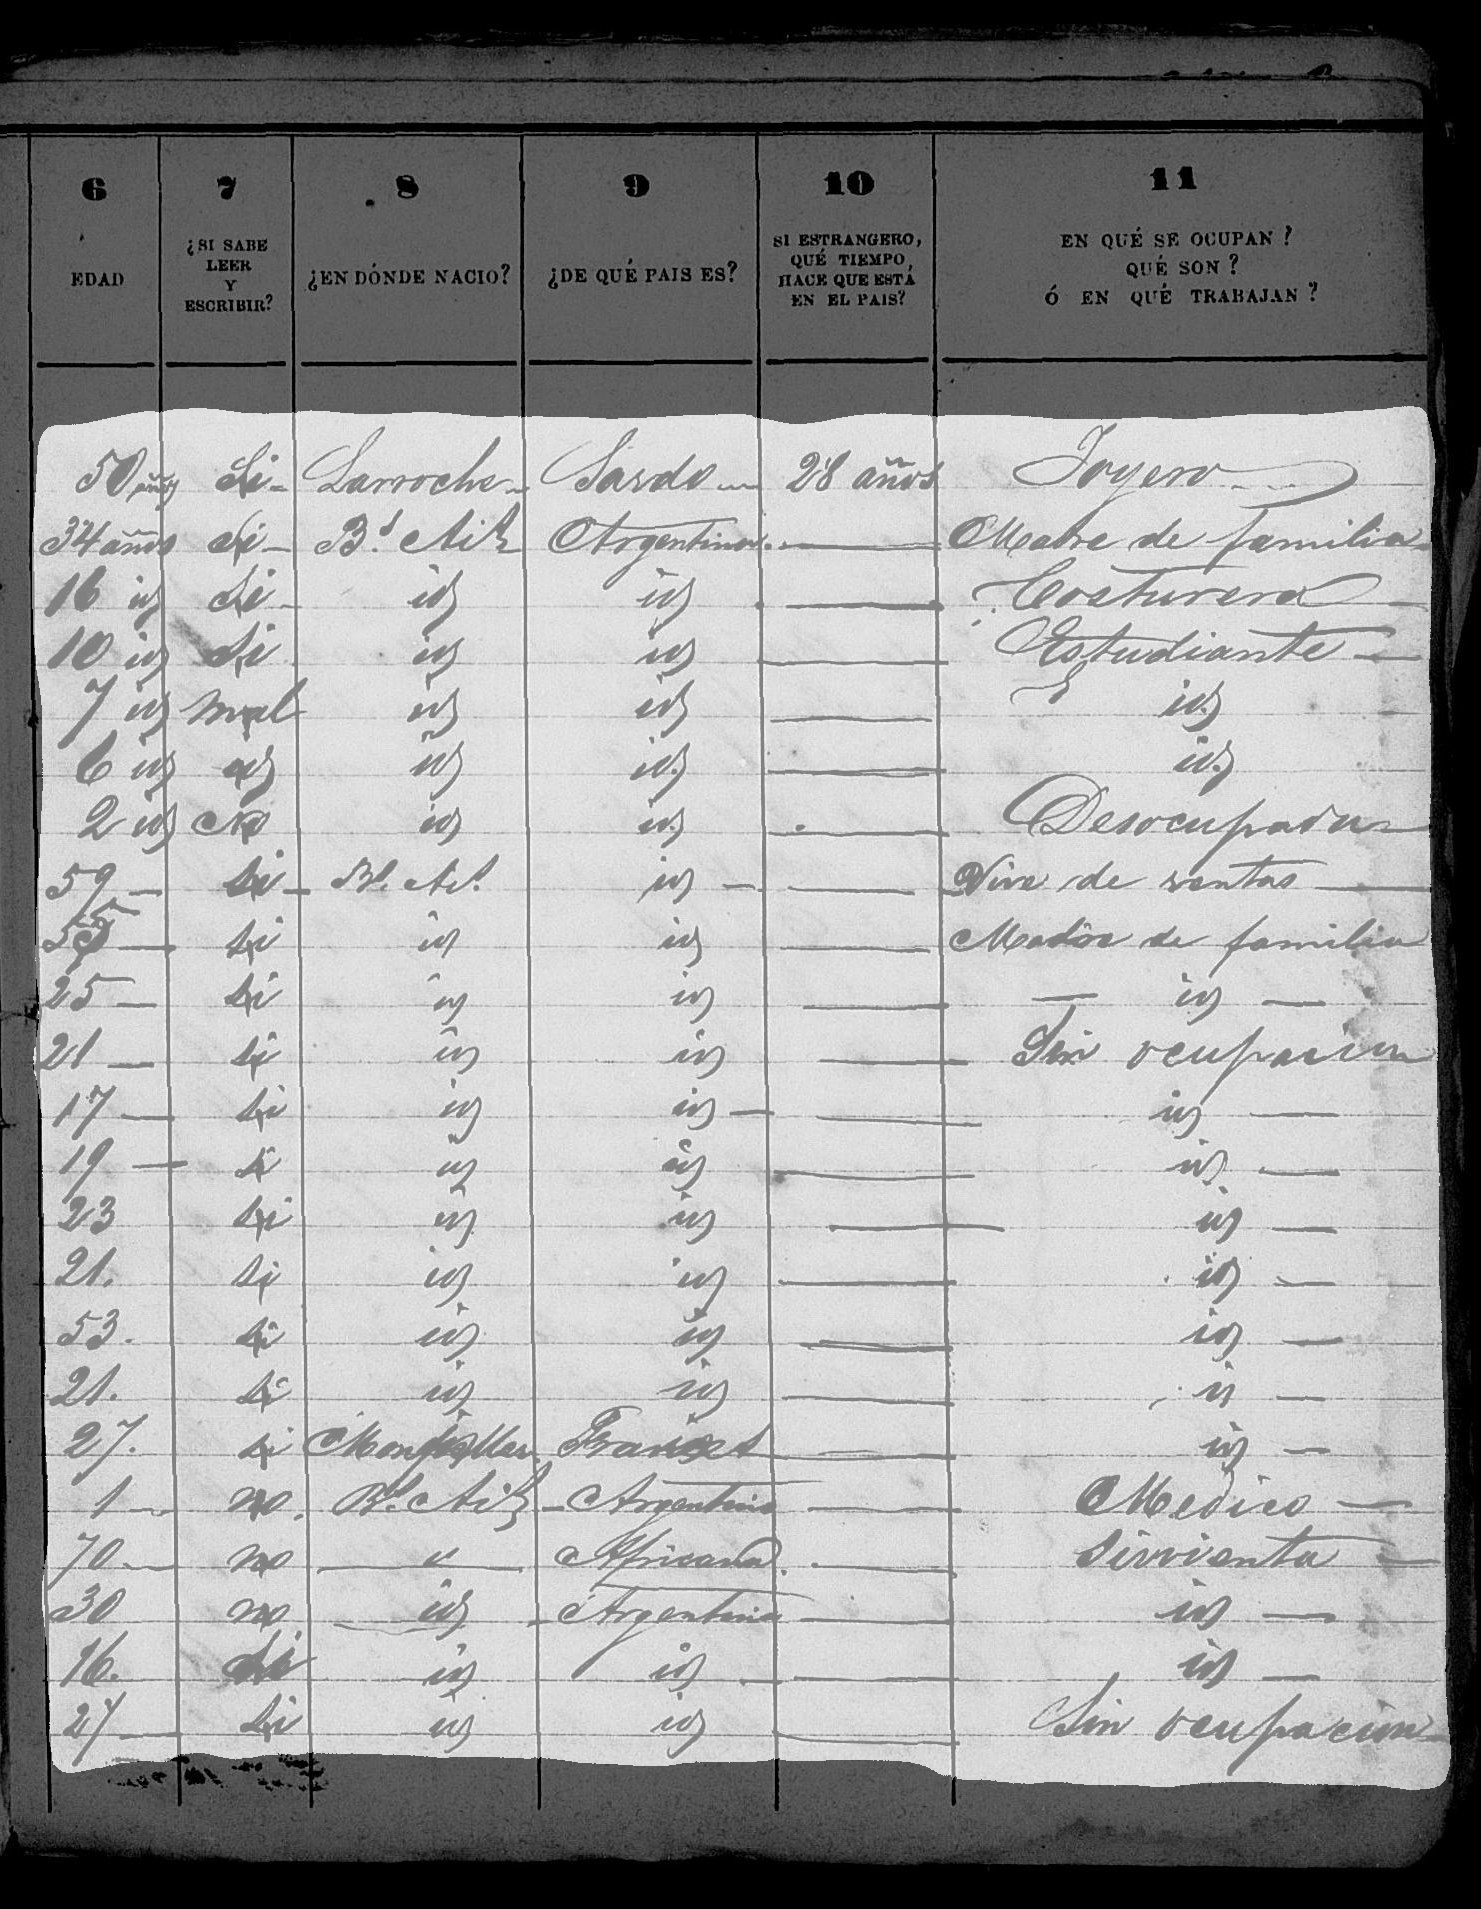 6 7 8 9 10 11
EDAD ¿SI SABE LEER Y ESCRIBIR? ¿EN DÓNDE NACIO? ¿DE QUÉ PAIS ES? SI ESTRANGERO, QUÉ TIEMPO, HACE QUE ESTÁ EN EL PAIS? EN QUÉ SE OCUPAN? QUÉ SON? Ó EN QUÉ TRABAJAN?
50 años Si Larroche Sardo 28 años Joyero
34 años Si Bs. Ais Argentina Madre de familia
16 id Si id id Costurera
10 id Si id id Estudiante
7 id mal id id id
6 id id id id id
2 id No id id Desocupada
59 si Bs. As. id Vive de rentas
55 si id id Madre de familia
25 si id id id
21 si id id Sin ocupacion
17 si id id id
19 si id id id
23 si id id id
21. si id id id
53. si id id id
21. si id id id
27. si Frances id
1 no Bs. Ais Argentino Medico
70 no " Africana Sirvienta
30 no id Argentina id
16. si id id id
27 si id id Sin ocupacion